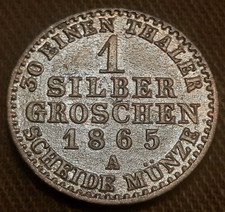 30 EINEN THALER
1
SILBER
GROSCHEN
1865
A
SCHEIDE MÜNZE